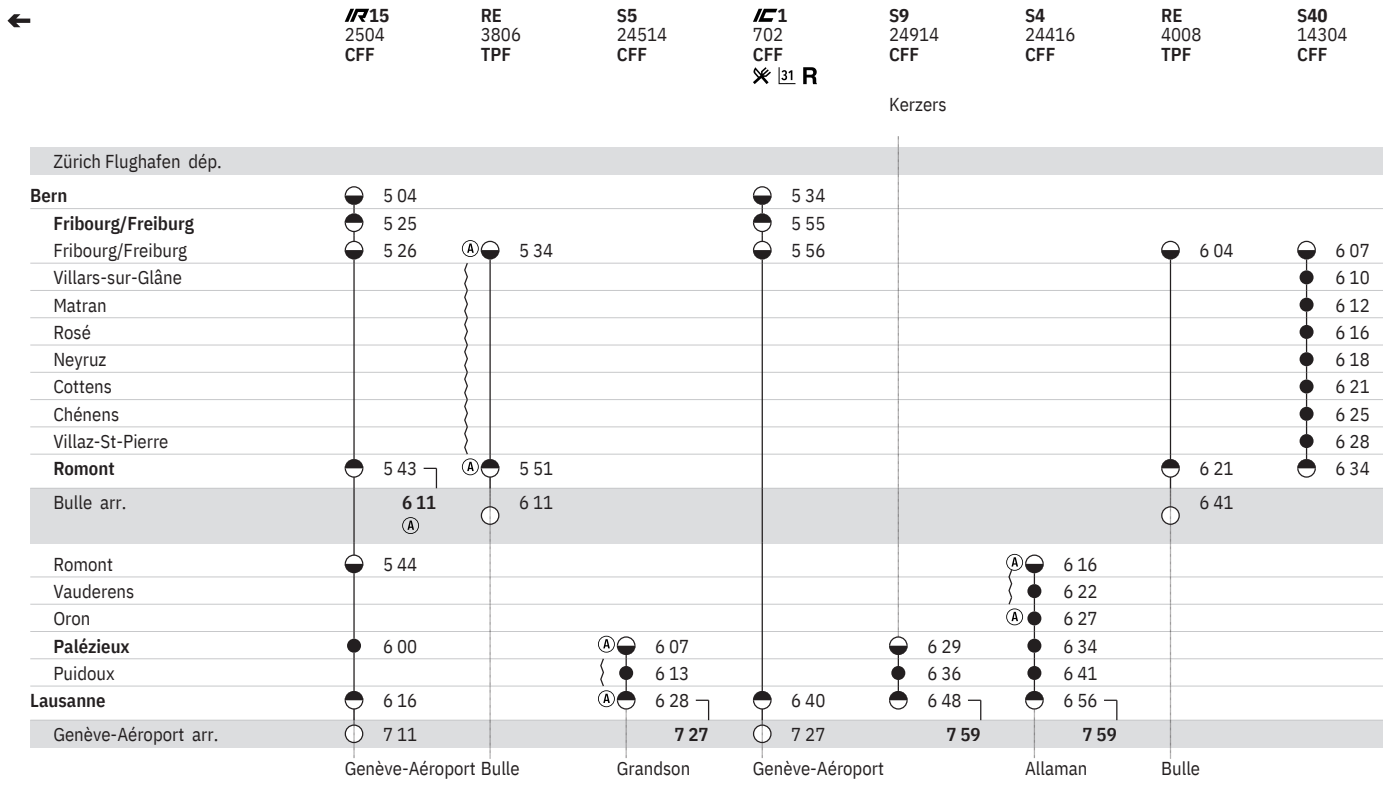 IR15 RE S5 IC1 S9 S4 RE S40
2504 3806 24514 702 24914 24416 4008 14304
CFF TPF CFF CFF CFF CFF TPF CFF
31 R
Kerzers
Zürich Flughafen dép.
Bern 5 04 5 34
Fribourg/Freiburg 5 25 5 55
Fribourg/Freiburg 5 26 A 5 34 5 56 6 04 6 07
Villars-sur-Glâne 6 10
Matran 6 12
Rosé 6 16
Neyruz 6 18
Cottens 6 21
Chénens 6 25
Villaz-St-Pierre 6 28
Romont 5 43 A 5 51 6 21 6 34
Bulle arr. 6 11 6 11 6 41
A
Romont 5 44 A 6 16
Vauderens 6 22
Oron A 6 27
Palézieux 6 00 A 6 07 6 29 6 34
Puidoux 6 13 6 36 6 41
Lausanne 6 16 A 6 28 6 40 6 48 6 56
Genève-Aéroport arr. 7 11 7 27 7 27 7 59 7 59
Genève-Aéroport Bulle Grandson Genève-Aéroport Allaman Bulle